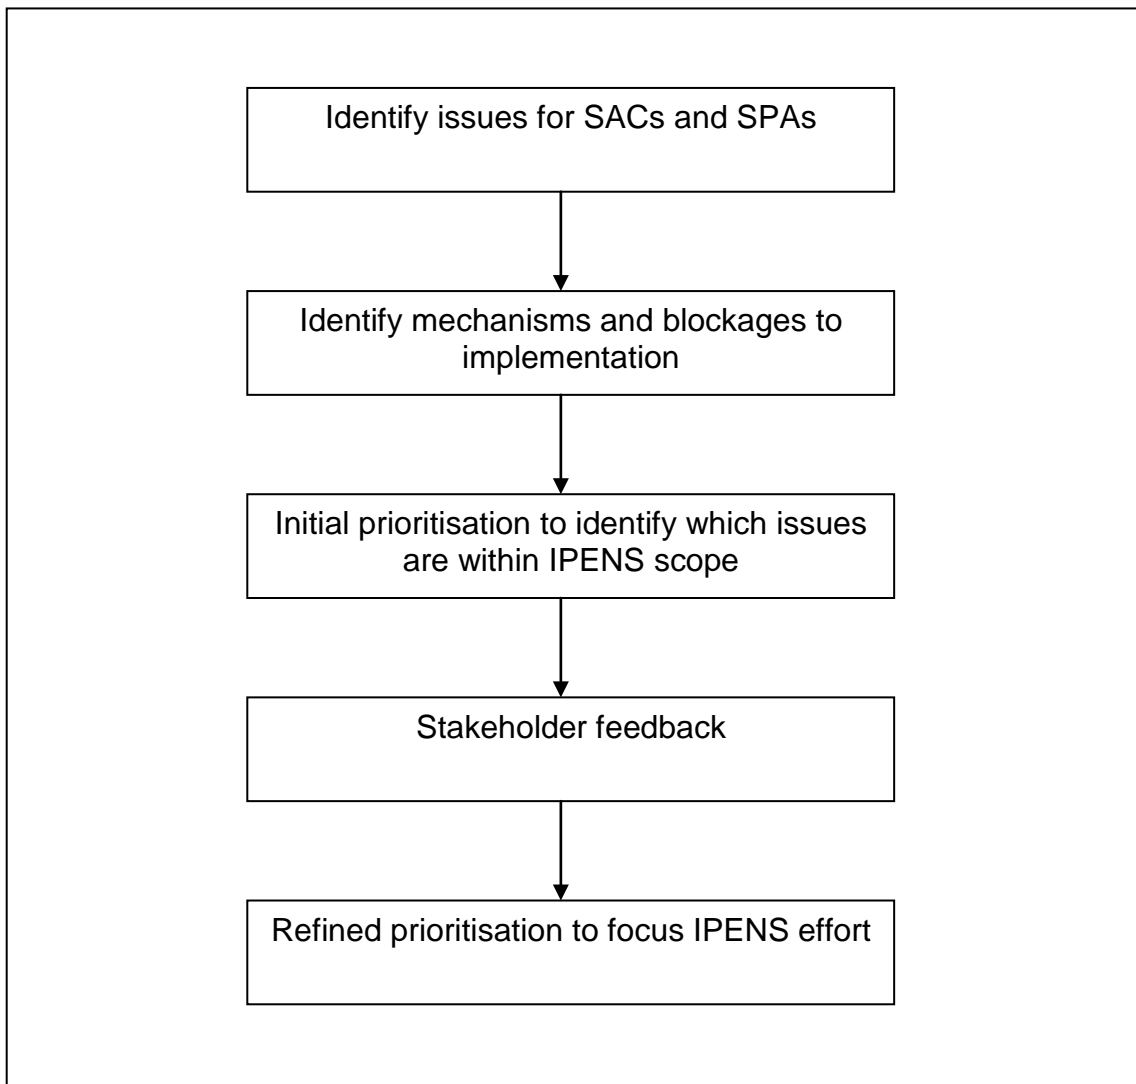 Identify issues for SACs and SPAs
Identify mechanisms and blockages to
implementation
Initial prioritisation to identify which issues
are within IPENS scope
Stakeholder feedback
Refined prioritisation to focus IPENS effort